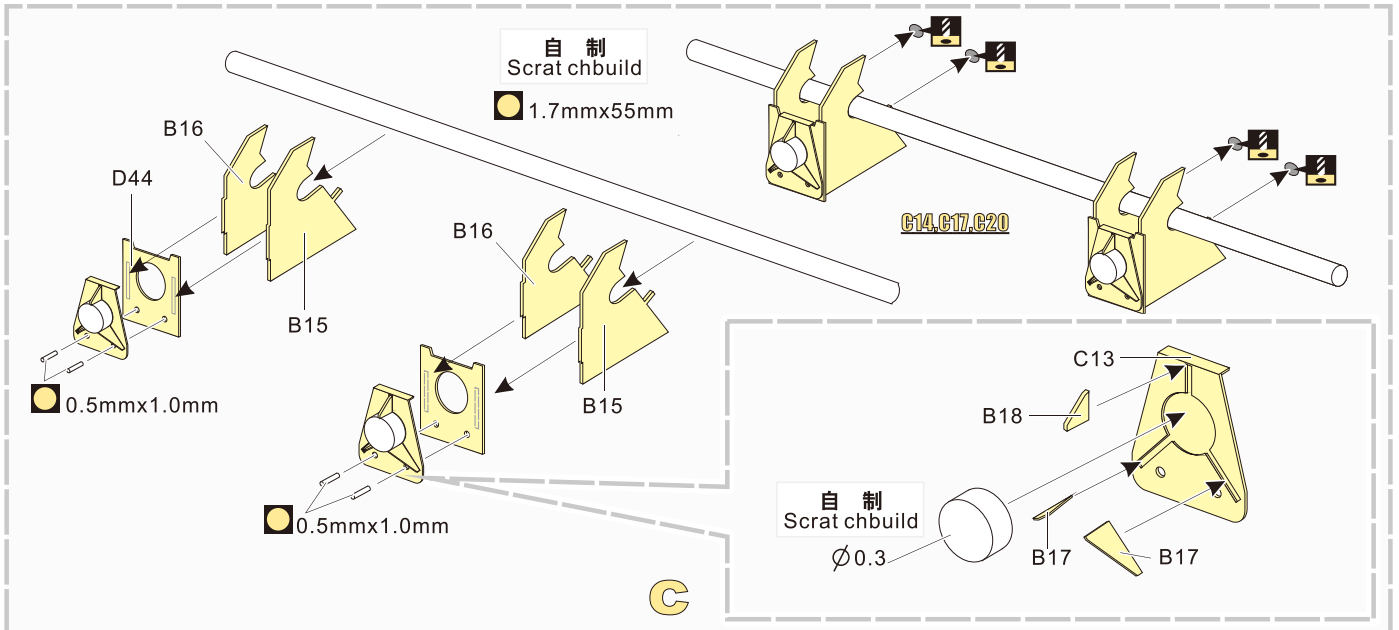 自 制
Scrat chbuild
1.7mmx55mm
B16
D44
B15
0.5mmx1.0mm
B16
B15
0.5mmx1.0mm
C14,C17,C20
C13
B18
自 制
Scrat chbuild
Ø0.3
B17
B17
C